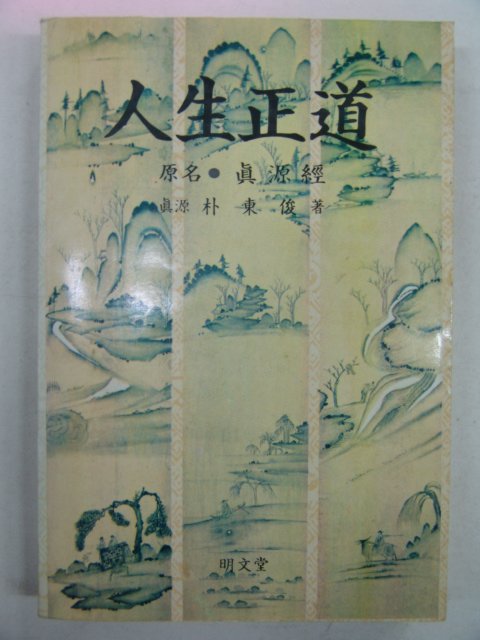 人生正道
原名●眞源經
眞源 朴東俊 著
明文堂